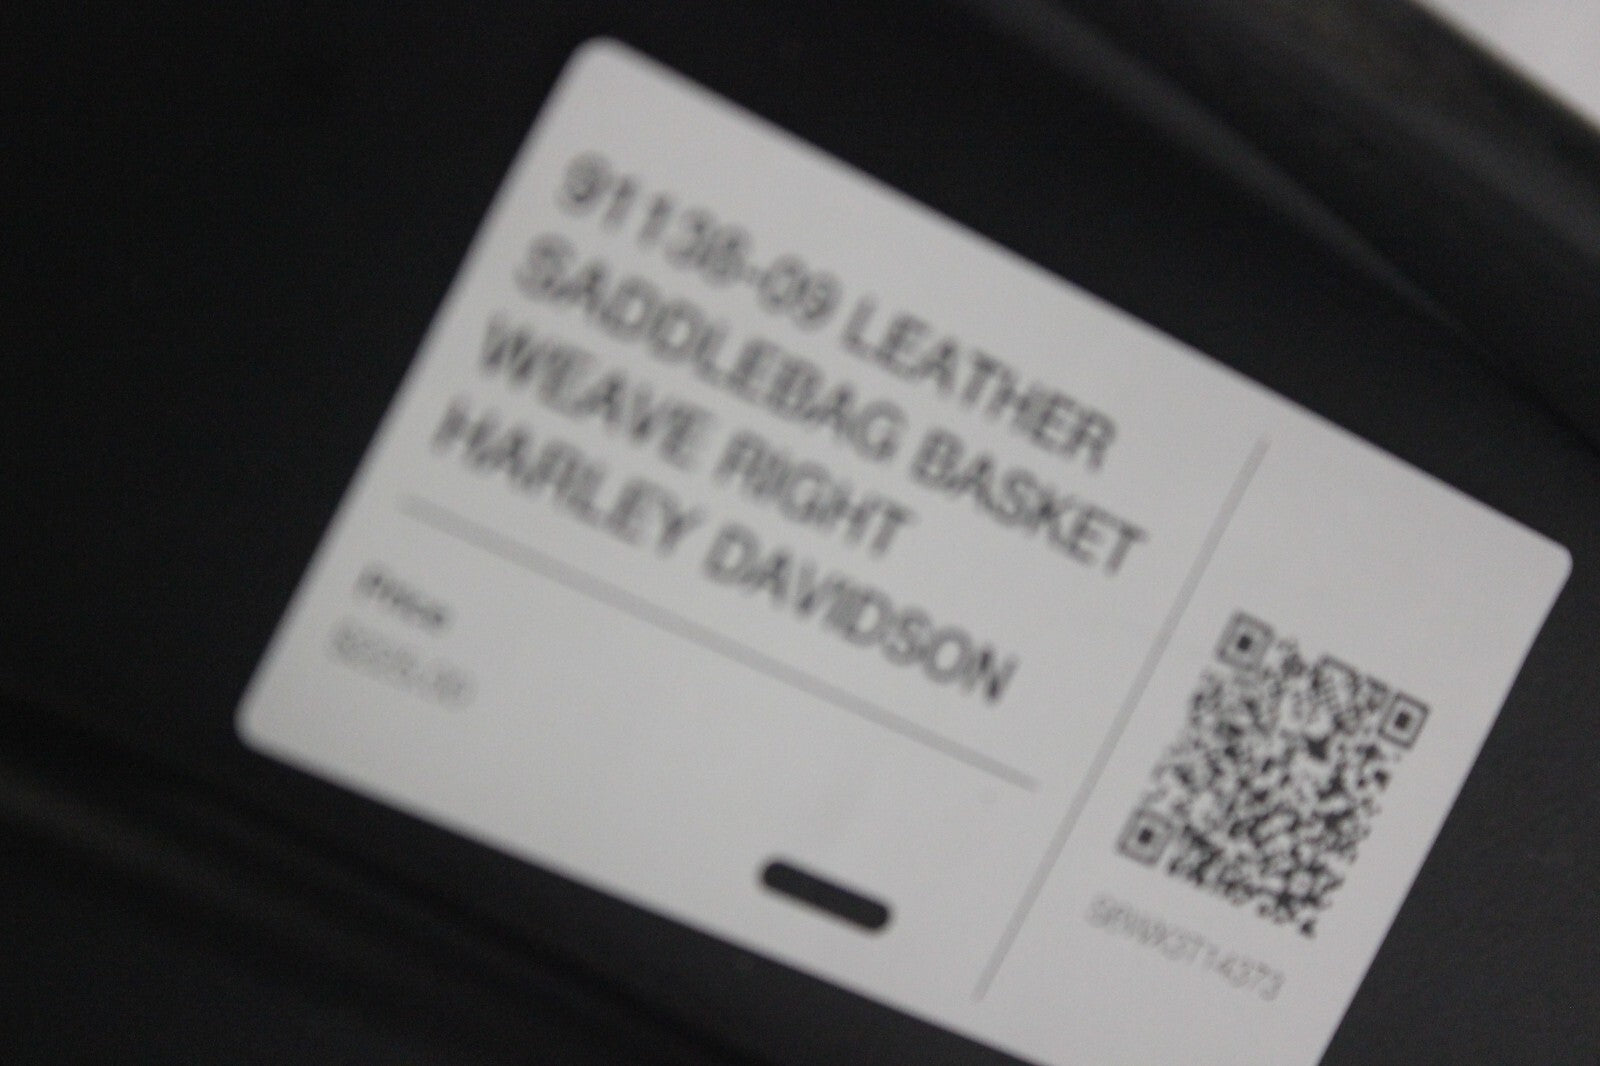 91138-09 LEATHER
SADDLEBAG BASKET
WEAVE RIGHT
HARLEY DAVIDSON
Price